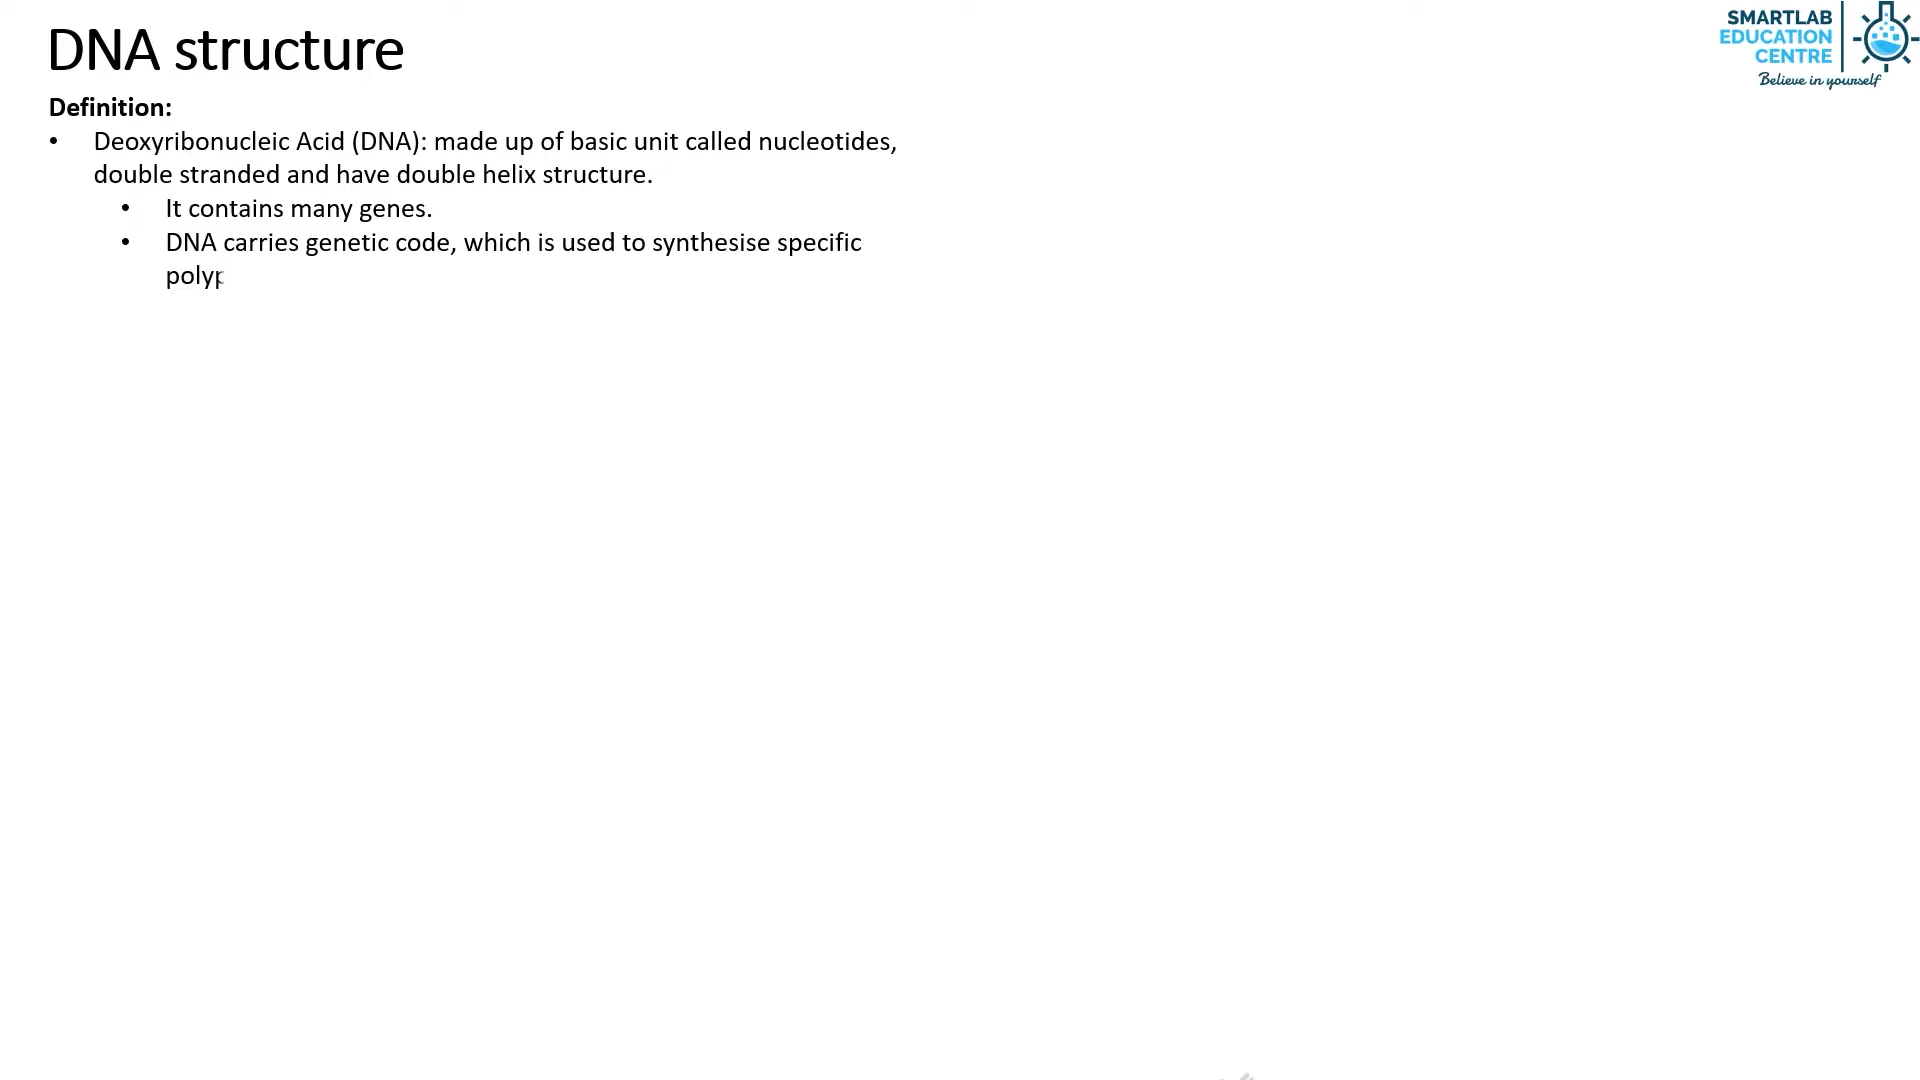 DNA structure
SMARTLAB
EDUCATION
CENTRE
Believe in yourself
Definition:
• Deoxyribonucleic Acid (DNA): made up of basic unit called nucleotides,
double stranded and have double helix structure.
• It contains many genes.
• DNA carries genetic code, which is used to synthesise specific
polyp